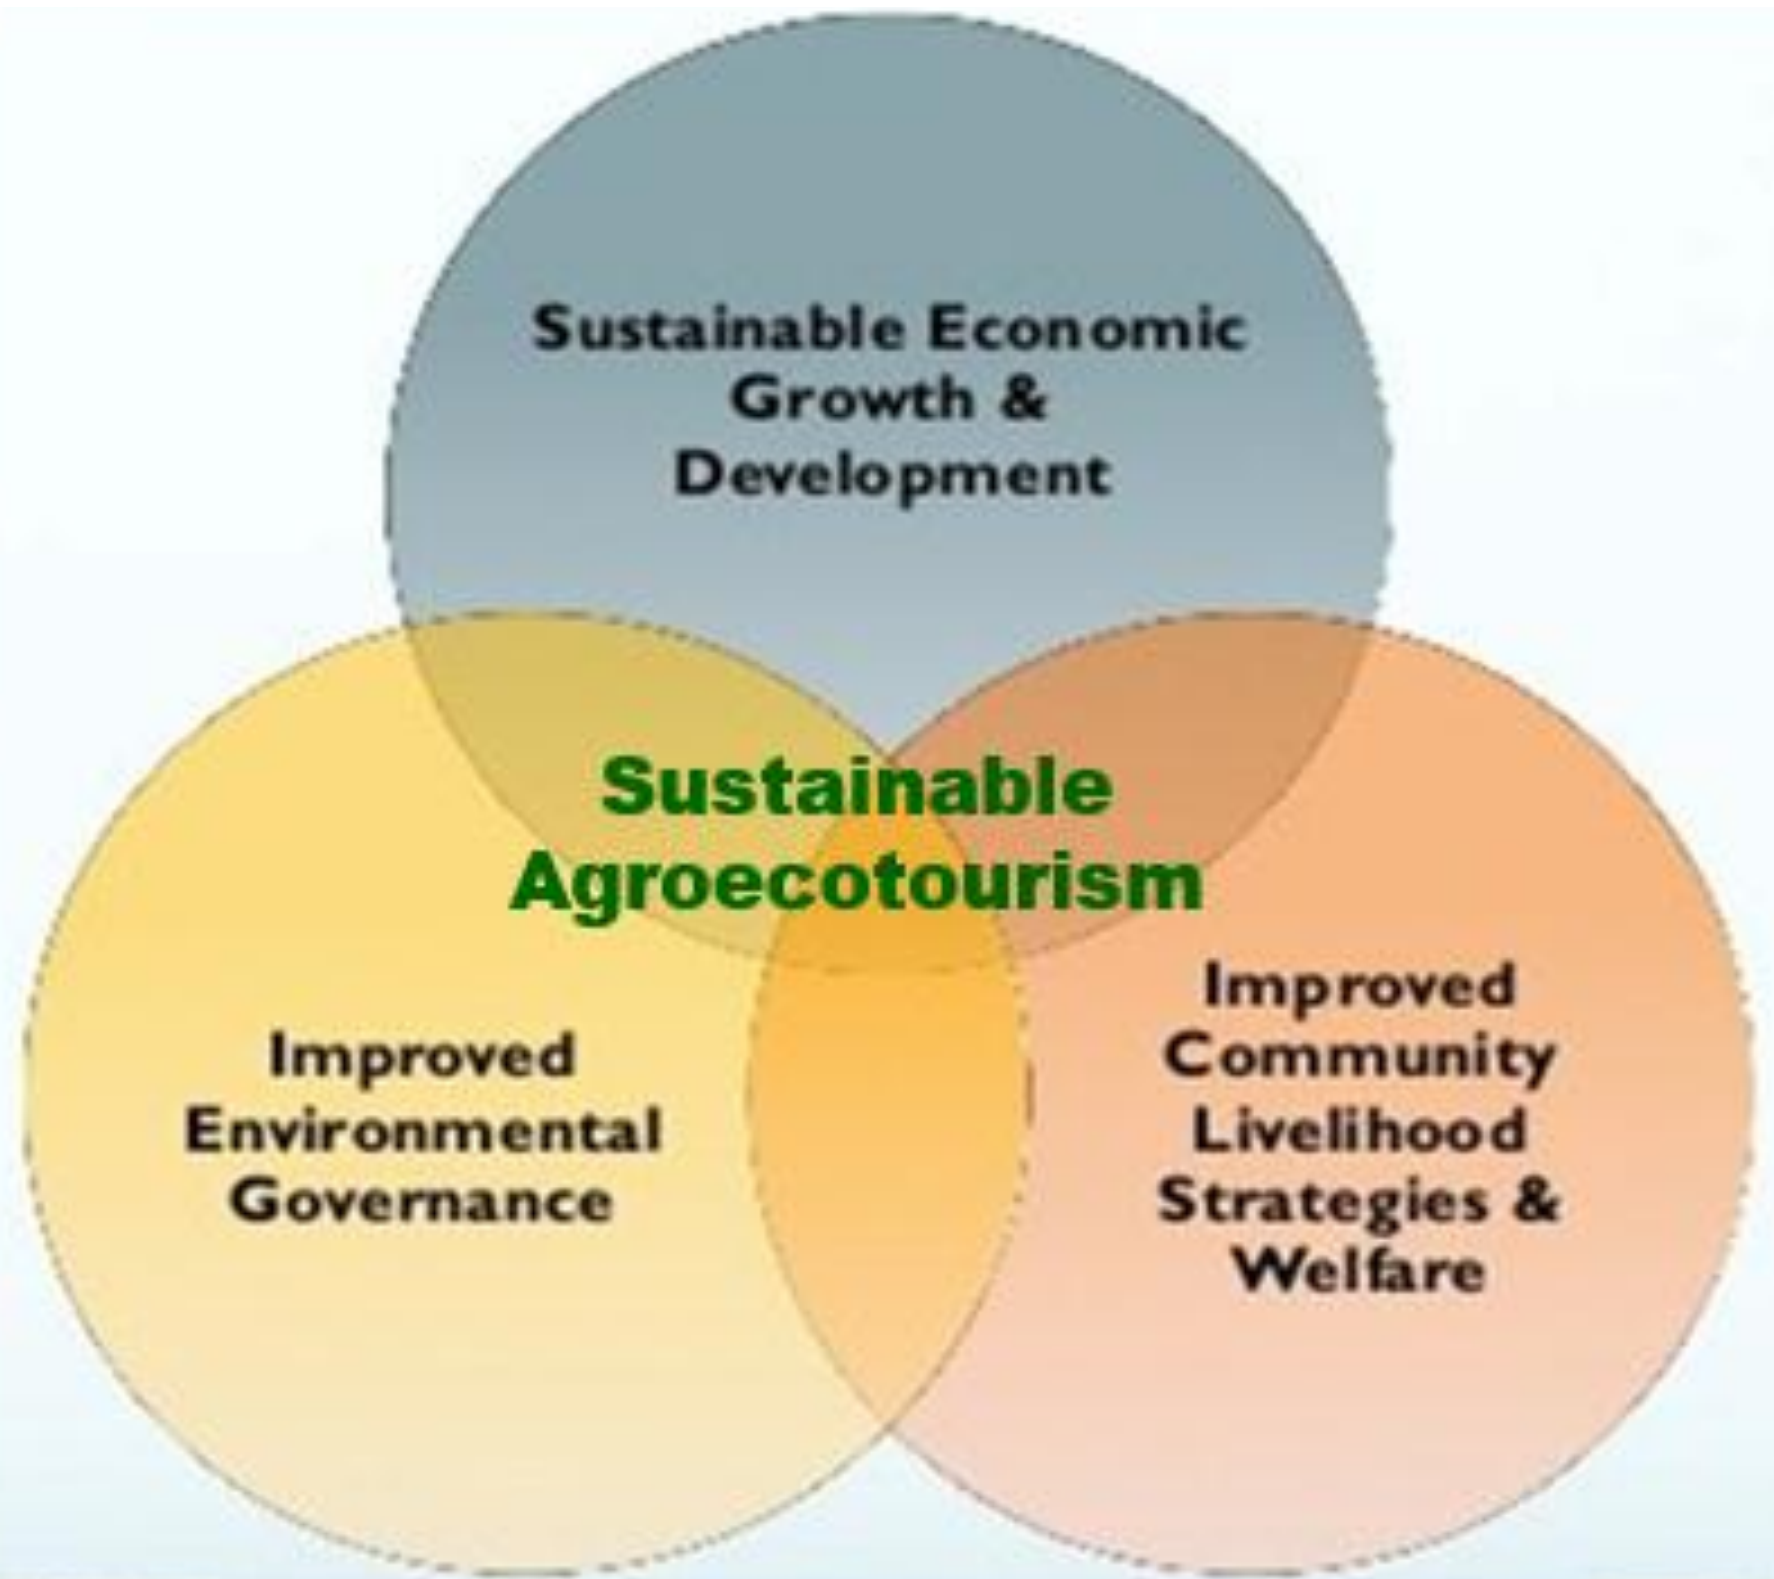 Sustainable Economic
Growth &
Development
Sustainable
Agroecotourism
Improved
Environmental
Governance
Improved
Community
Livelihood
Strategies &
Welfare